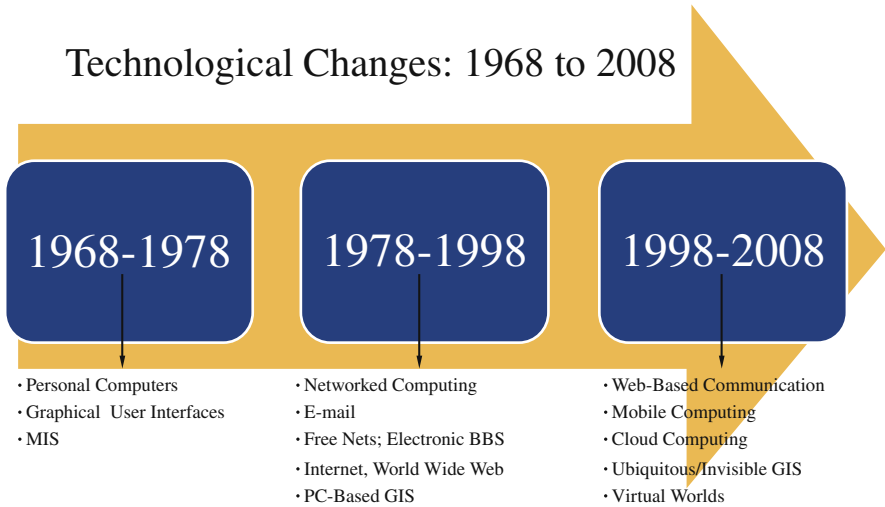 Technological Changes: 1968 to 2008
1968-1978
· Personal Computers
· Graphical User Interfaces
· MIS
1978-1998
· Networked Computing
· E-mail
· Free Nets; Electronic BBS
· Internet, World Wide Web
· PC-Based GIS
1998-2008
· Web-Based Communication
· Mobile Computing
· Cloud Computing
· Ubiquitous/Invisible GIS
· Virtual Worlds